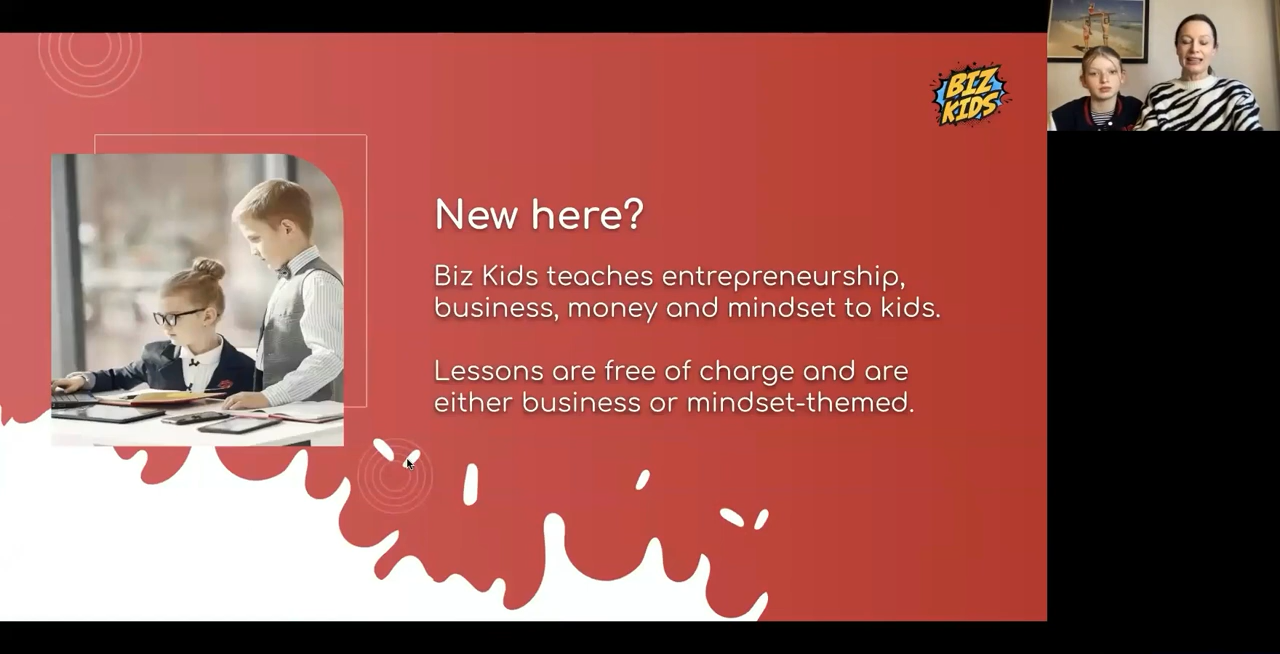 BIZ
KIDS
New here?
Biz Kids teaches entrepreneurship,
business, money and mindset to kids.
Lessons are free of charge and are
either business or mindset-themed.